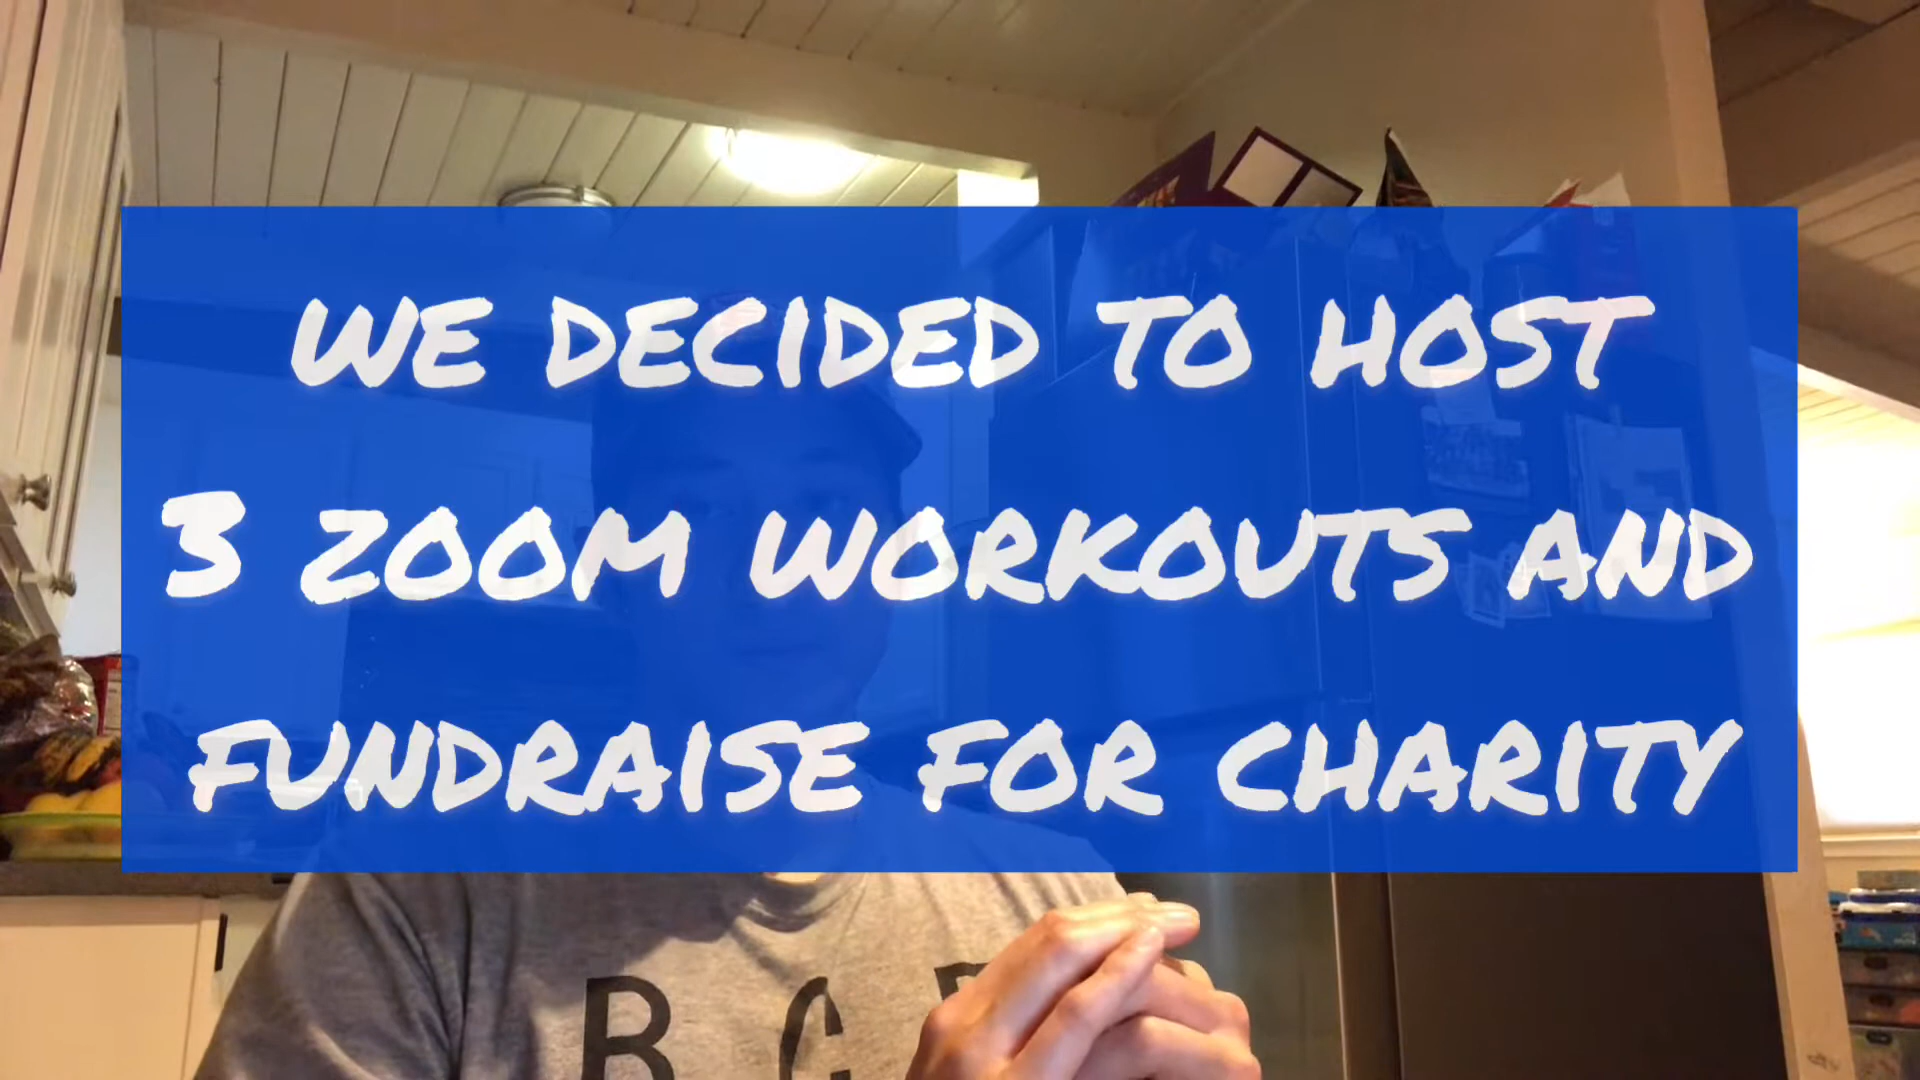 WE DECIDED TO HOST
3 ZOOM WORKOUTS AND
FUNDRAISE FOR CHARITY
B C